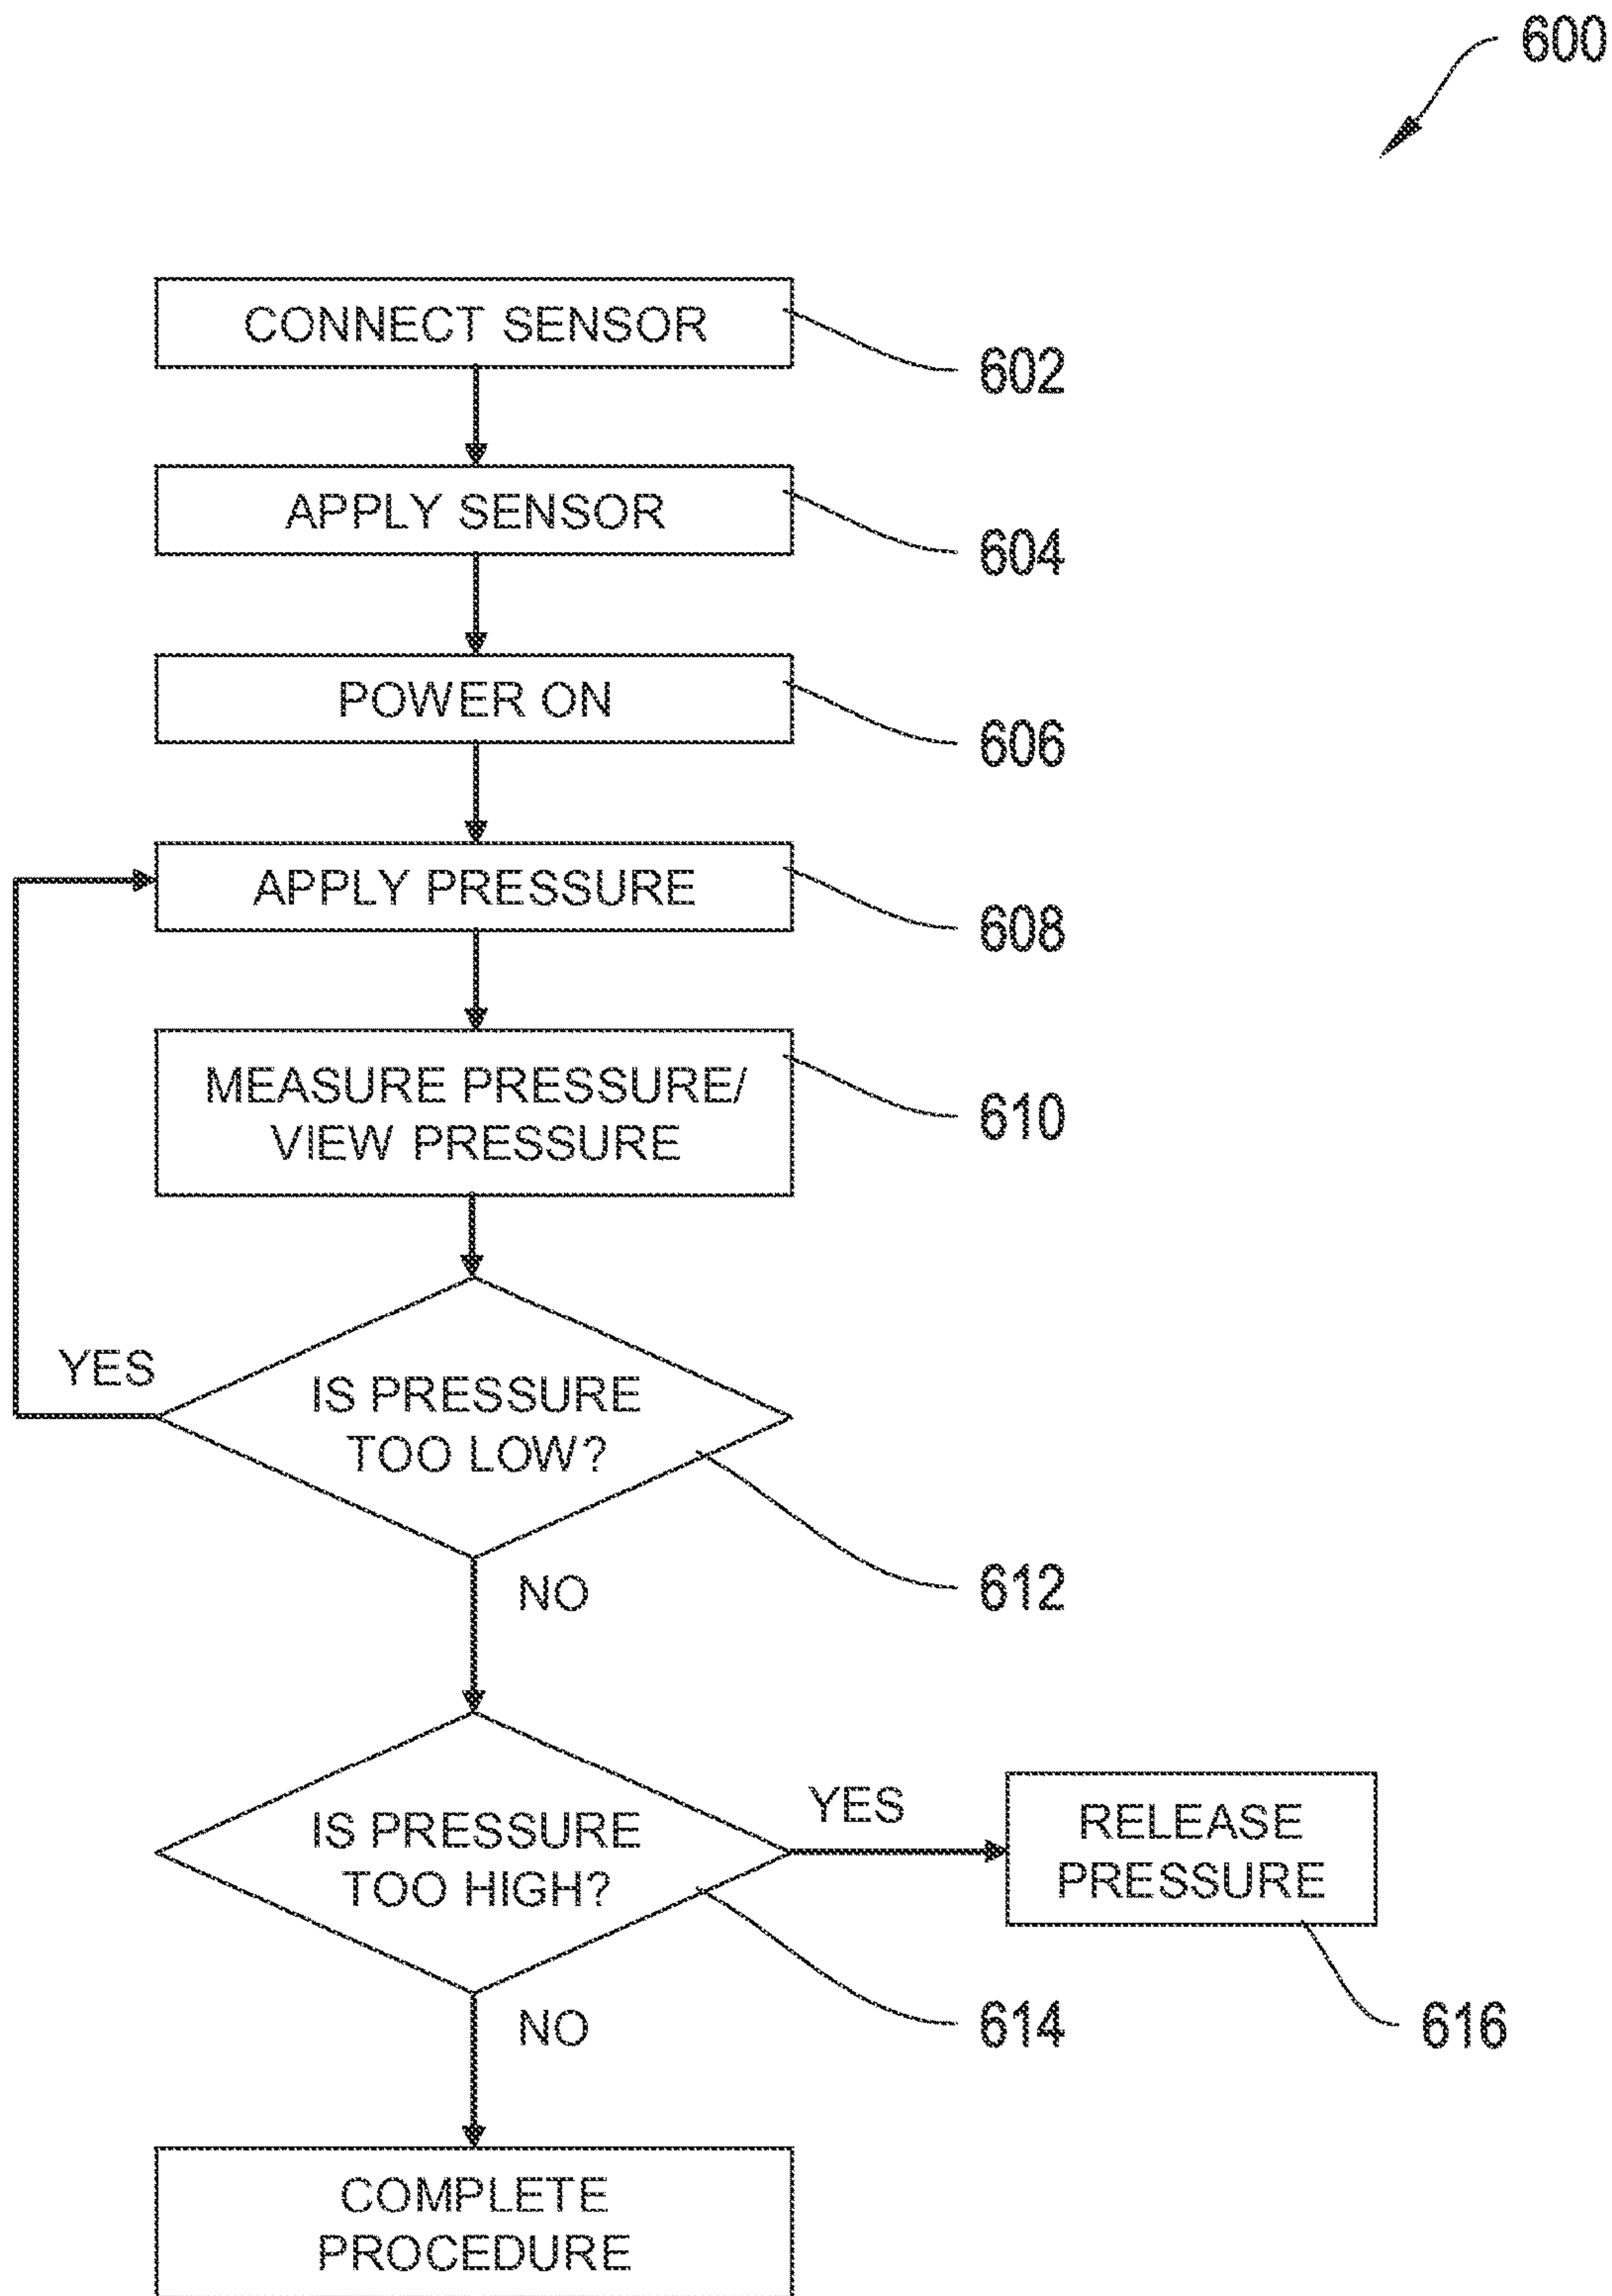 600
CONNECT SENSOR
602
APPLY SENSOR
604
POWER ON
606
APPLY PRESSURE
608
MEASURE PRESSURE/
VIEW PRESSURE
610
YES
IS PRESSURE
TOO LOW?
612
NO
IS PRESSURE
TOO HIGH?
614
YES
RELEASE
PRESSURE
616
NO
COMPLETE
PROCEDURE